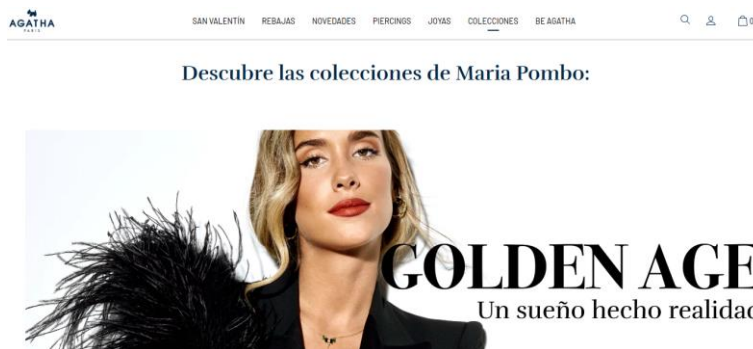 AGATHA
PARIS
SAN VALENTÍN REBAJAS NOVEDADES PIERCINGS JOYAS COLECCIONES BE AGATHA
0
Descubre las colecciones de Maria Pombo:
GOLDEN AGE
Un sueño hecho realidad